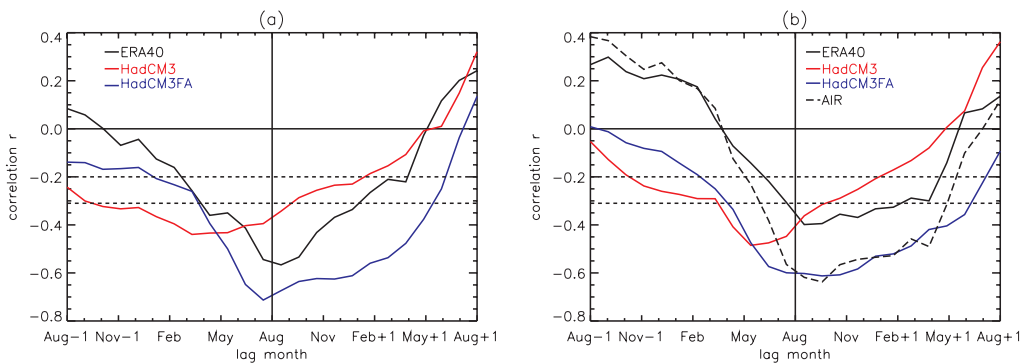 (a)
ERA40
HadCM3
HadCM3FA
correlation r
0.4
0.2
0.0
−0.2
−0.4
−0.6
−0.8
Aug−1 Nov−1 Feb May Aug Nov Feb+1 May+1 Aug+1
lag month
(b)
ERA40
HadCM3
HadCM3FA
AIR
correlation r
0.4
0.2
0.0
−0.2
−0.4
−0.6
−0.8
Aug−1 Nov−1 Feb May Aug Nov Feb+1 May+1 Aug+1
lag month